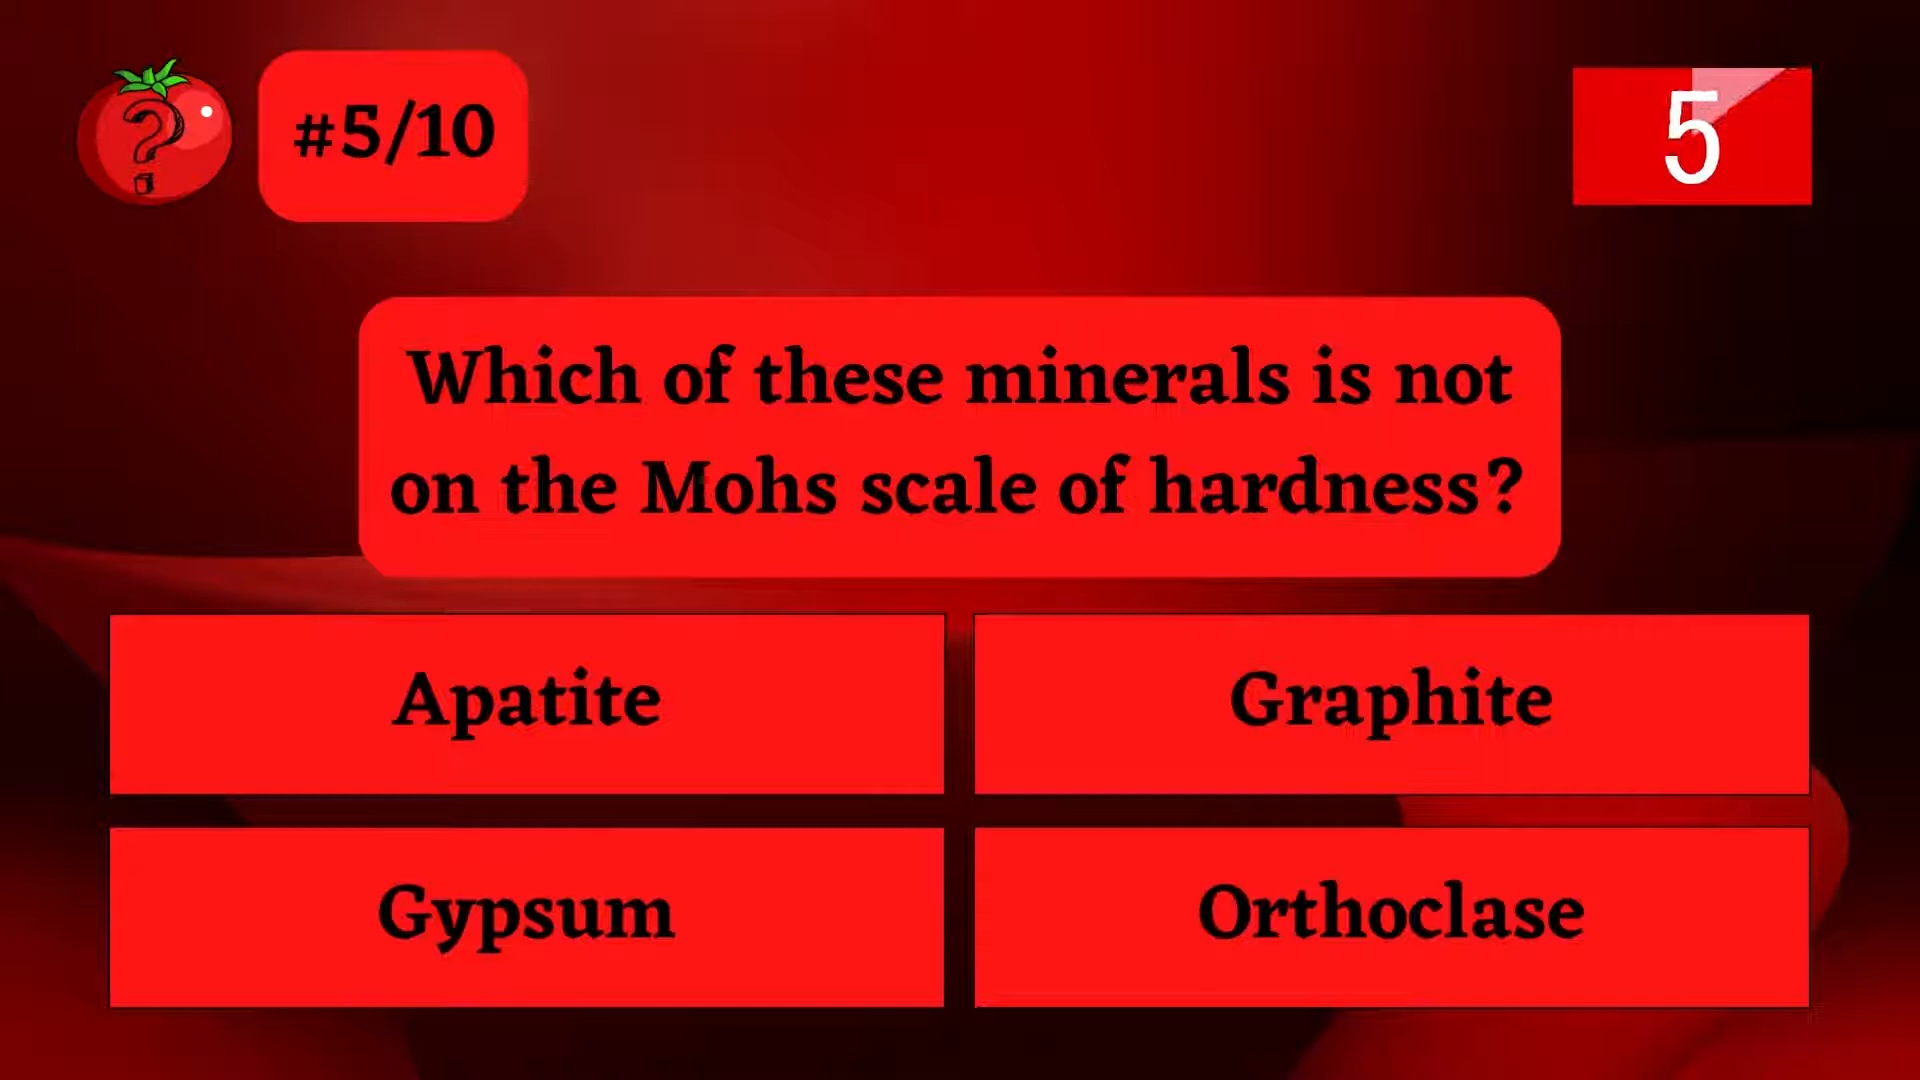 ?
#5/10
5
Which of these minerals is not
on the Mohs scale of hardness?
Apatite
Graphite
Gypsum
Orthoclase